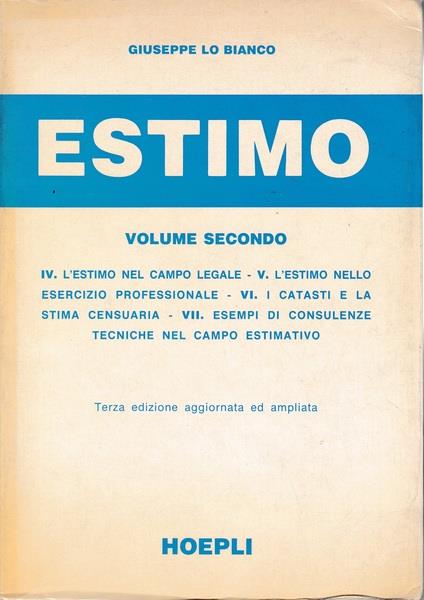 GIUSEPPE LO BIANCO
ESTIMO
VOLUME SECONDO
IV. L'ESTIMO NEL CAMPO LEGALE - V. L'ESTIMO NELLO
ESERCIZIO PROFESSIONALE - VI. I CATASTI E LA
STIMA CENSUARIA - VII. ESEMPI DI CONSULENZE
TECNICHE NEL CAMPO ESTIMATIVO
Terza edizione aggiornata ed ampliata
HOEPLI